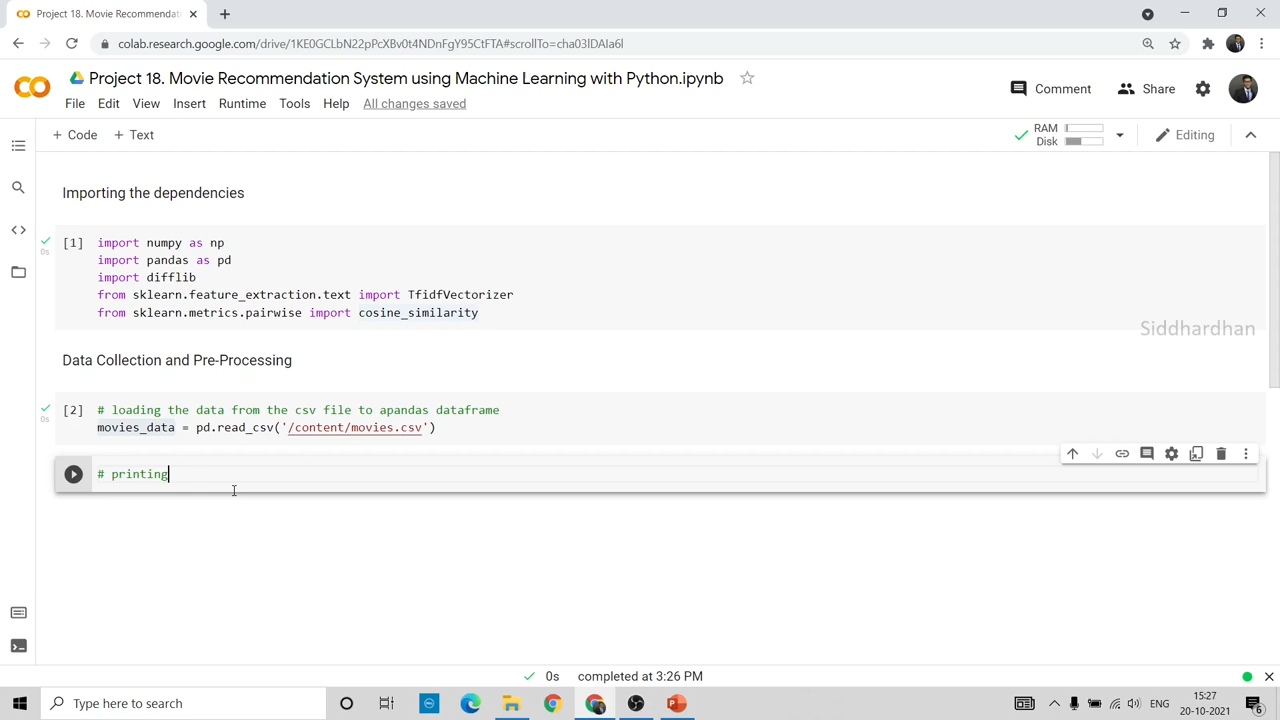 Project 18. Movie Recommendat
colab.research.google.com/drive/1KE0GCLbN22pPcXBv0t4NDnFgY95CtFTA#scrollTo=cha03lDAIa6l
Project 18. Movie Recommendation System using Machine Learning with Python.ipynb
Comment
Share
File Edit View Insert Runtime Tools Help All changes saved
+ Code + Text
RAM
Disk
Editing
Importing the dependencies
[1] import numpy as np
0s
import pandas as pd
import difflib
from sklearn.feature_extraction.text import TfidfVectorizer
from sklearn.metrics.pairwise import cosine_similarity
Siddhardhan
Data Collection and Pre-Processing
[2] # loading the data from the csv file to apandas dataframe
0s
movies_data = pd.read_csv('/content/movies.csv')
# printing
0s completed at 3:26 PM
Type here to search
ENG
15:27
20-10-2021
6